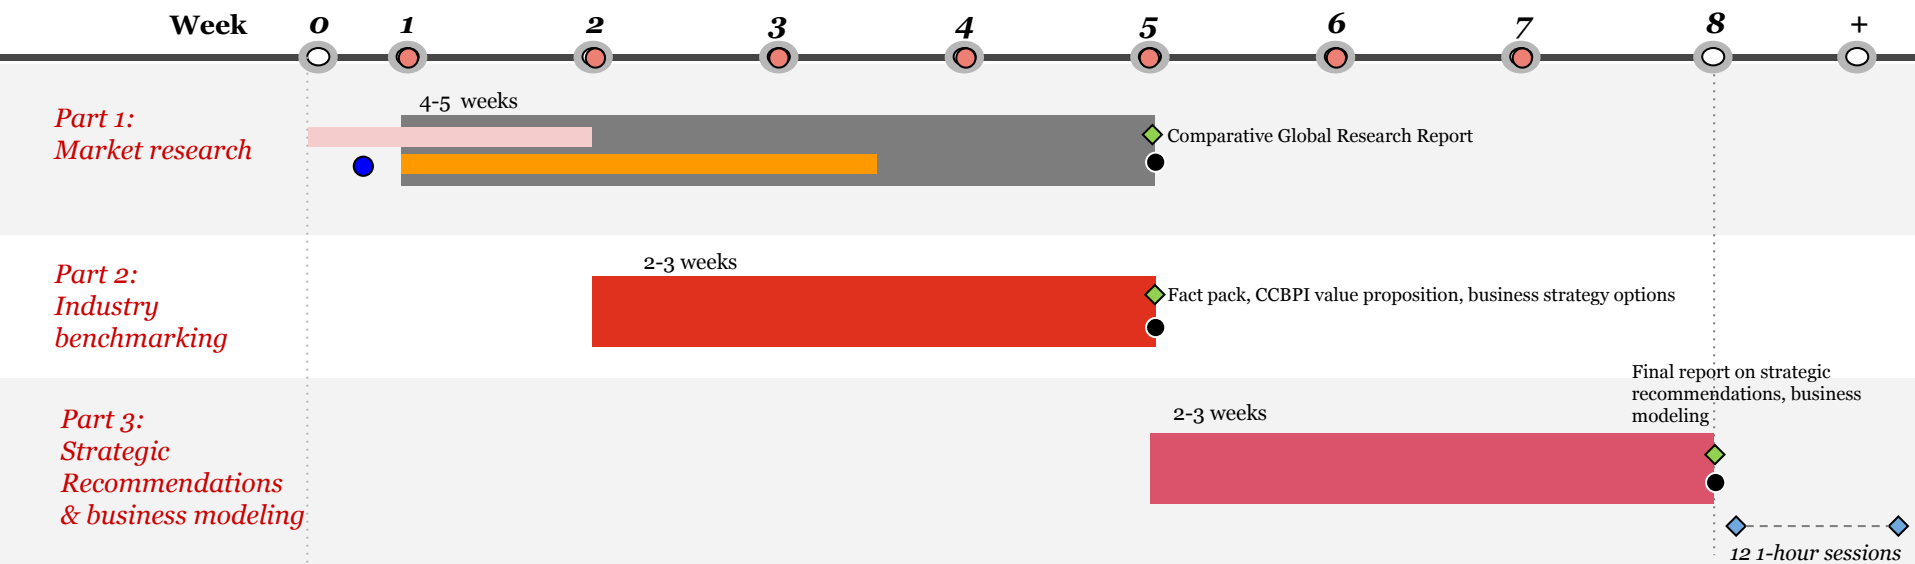 Week 0 1 2 3 4 5 6 7 8 +
Part 1:
Market research
4-5 weeks
Comparative Global Research Report
Part 2:
Industry
benchmarking
2-3 weeks
Fact pack, CCBPI value proposition, business strategy options
Part 3:
Strategic
Recommendations
& business modeling
2-3 weeks
Final report on strategic
recommendations, business
modeling
12 1-hour sessions